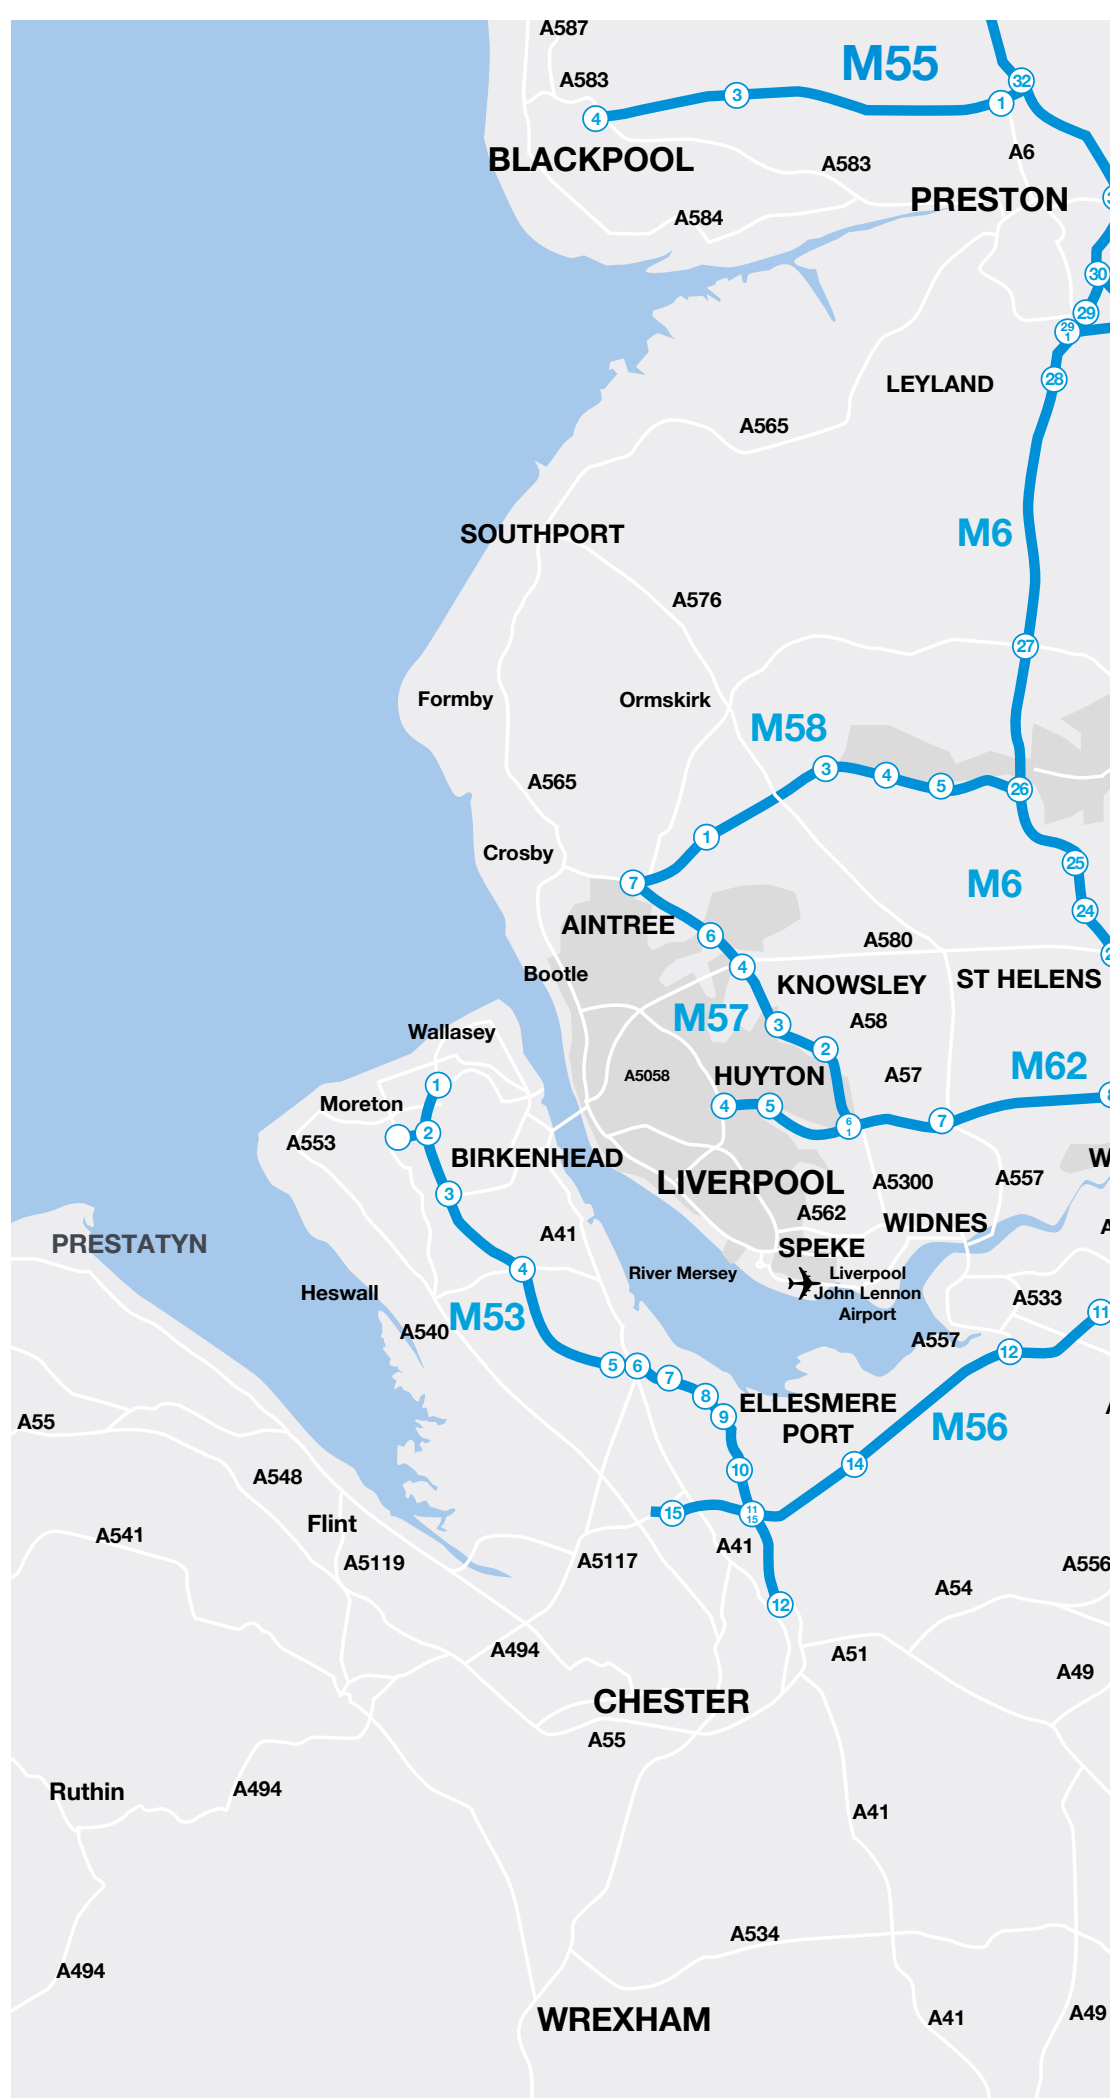 A587
M55
A583
32
3
1
4
A6
BLACKPOOL
A583
PRESTON
A584
30
29
29
1
28
LEYLAND
A565
SOUTHPORT
M6
A576
27
Formby
Ormskirk
M58
3
4
5
A565
26
1
Crosby
25
7
M6
24
AINTREE
6
A580
4
Bootle
KNOWSLEY
ST HELENS
M57
3
A58
Wallasey
2
M62
HUYTON
A5058
A57
1
8
Moreton
4
5
6
1
7
2
A553
BIRKENHEAD
LIVERPOOL
A5300
A557
3
A562
WIDNES
A41
PRESTATYN
SPEKE
4
River Mersey
Liverpool
John Lennon
Airport
Heswall
A533
M53
11
A540
A557
12
5
6
7
8
9
ELLESMERE
PORT
A55
M56
14
10
A548
15
11
15
Flint
A541
A41
A5119
A5117
A556
A54
12
A494
A51
A49
CHESTER
A55
Ruthin
A494
A41
A534
A494
WREXHAM
A41
A49